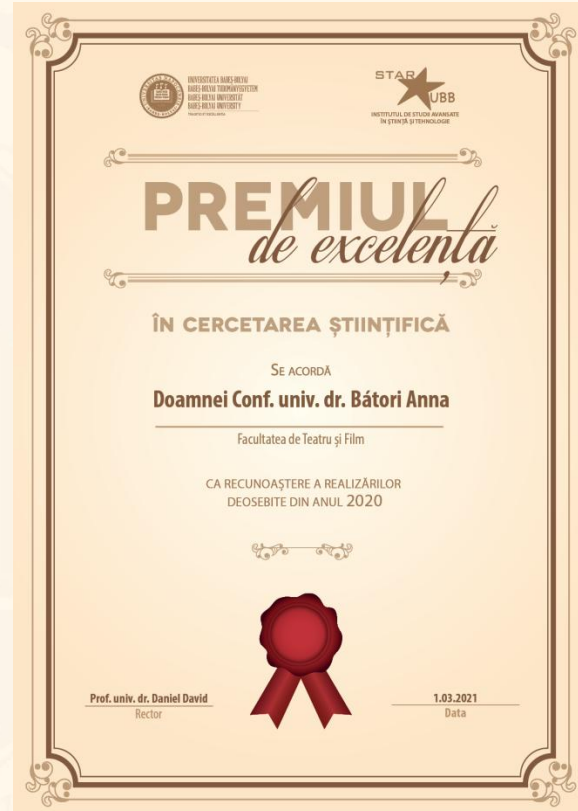 UNIVERSITATEA BABEȘ-BOLYAI
BABEȘ-BOLYAI TUDOMÁNYEGYETEM
BABEȘ-BOLYAI UNIVERSITÄT
BABEȘ-BOLYAI UNIVERSITY
STAR
UBB
INSTITUTUL DE STUDII AVANSATE
ÎN ȘTIINȚĂ ȘI TEHNOLOGIE
PREMIUL
de excelență
ÎN CERCETAREA ȘTIINȚIFICĂ
SE ACORDĂ
Doamnei Conf. univ. dr. Bátori Anna
Facultatea de Teatru și Film
CA RECUNOAȘTERE A REALIZĂRILOR
DEOSEBITE DIN ANUL 2020
Prof. univ. dr. Daniel David
Rector
1.03.2021
Data